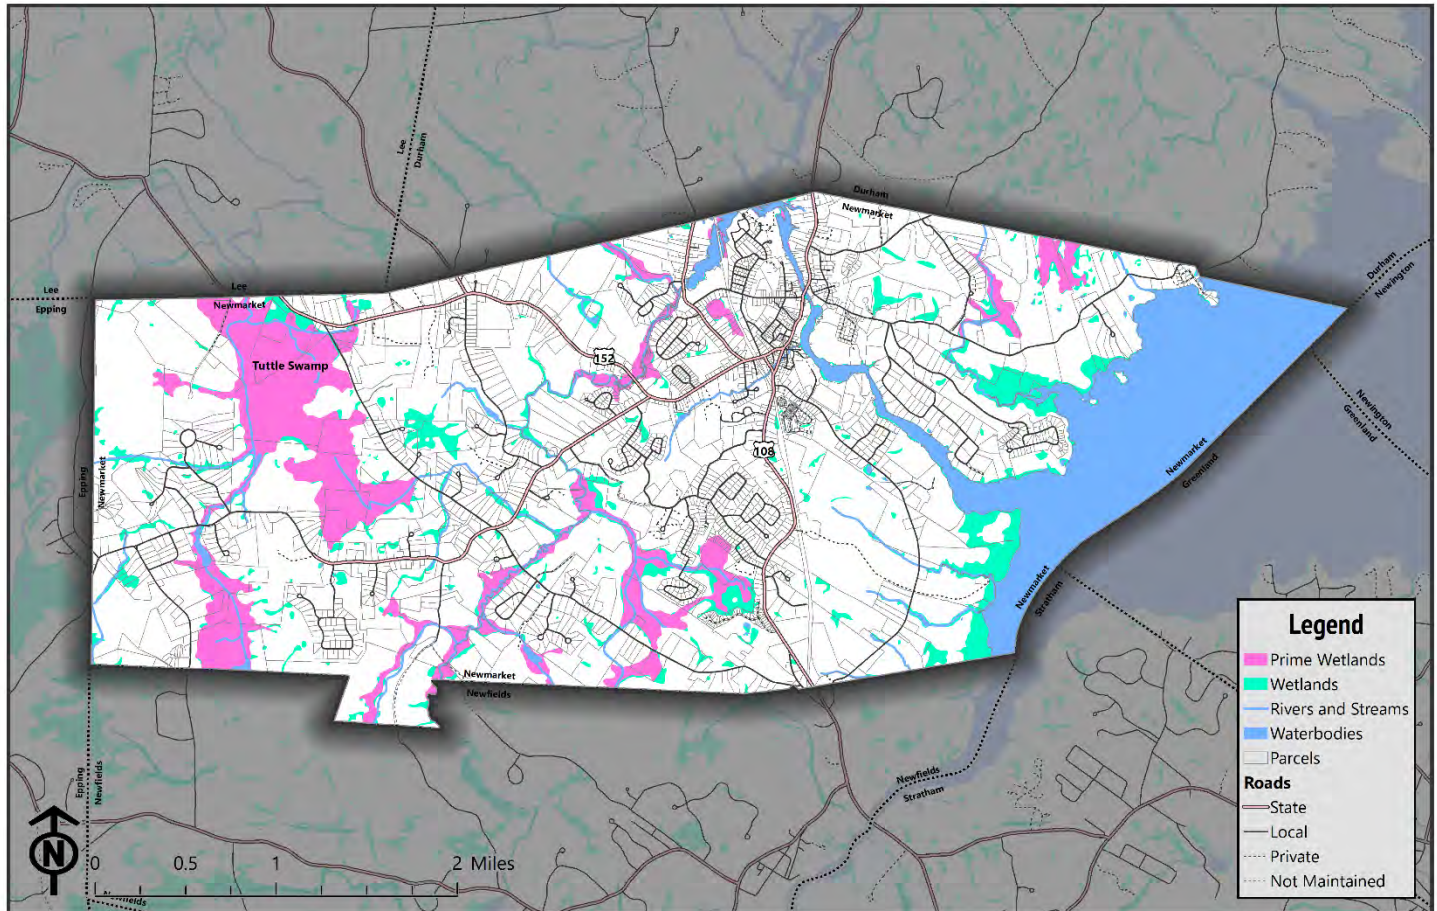 Lee
Durham
Durham
Newmarket
Lee
Epping
Lee
Newmarket
Durham
Newington
152
Tuttle Swamp
Newington
Greenland
108
Newmarket
Greenland
Epping
Newmarket
Newmarket
Stratham
Newmarket
Newfields
Newfields
Stratham
Epping
Newfields
Legend
Prime Wetlands
Wetlands
Rivers and Streams
Waterbodies
Parcels
Roads
State
Local
Private
Not Maintained
N
0 0.5 1 2 Miles